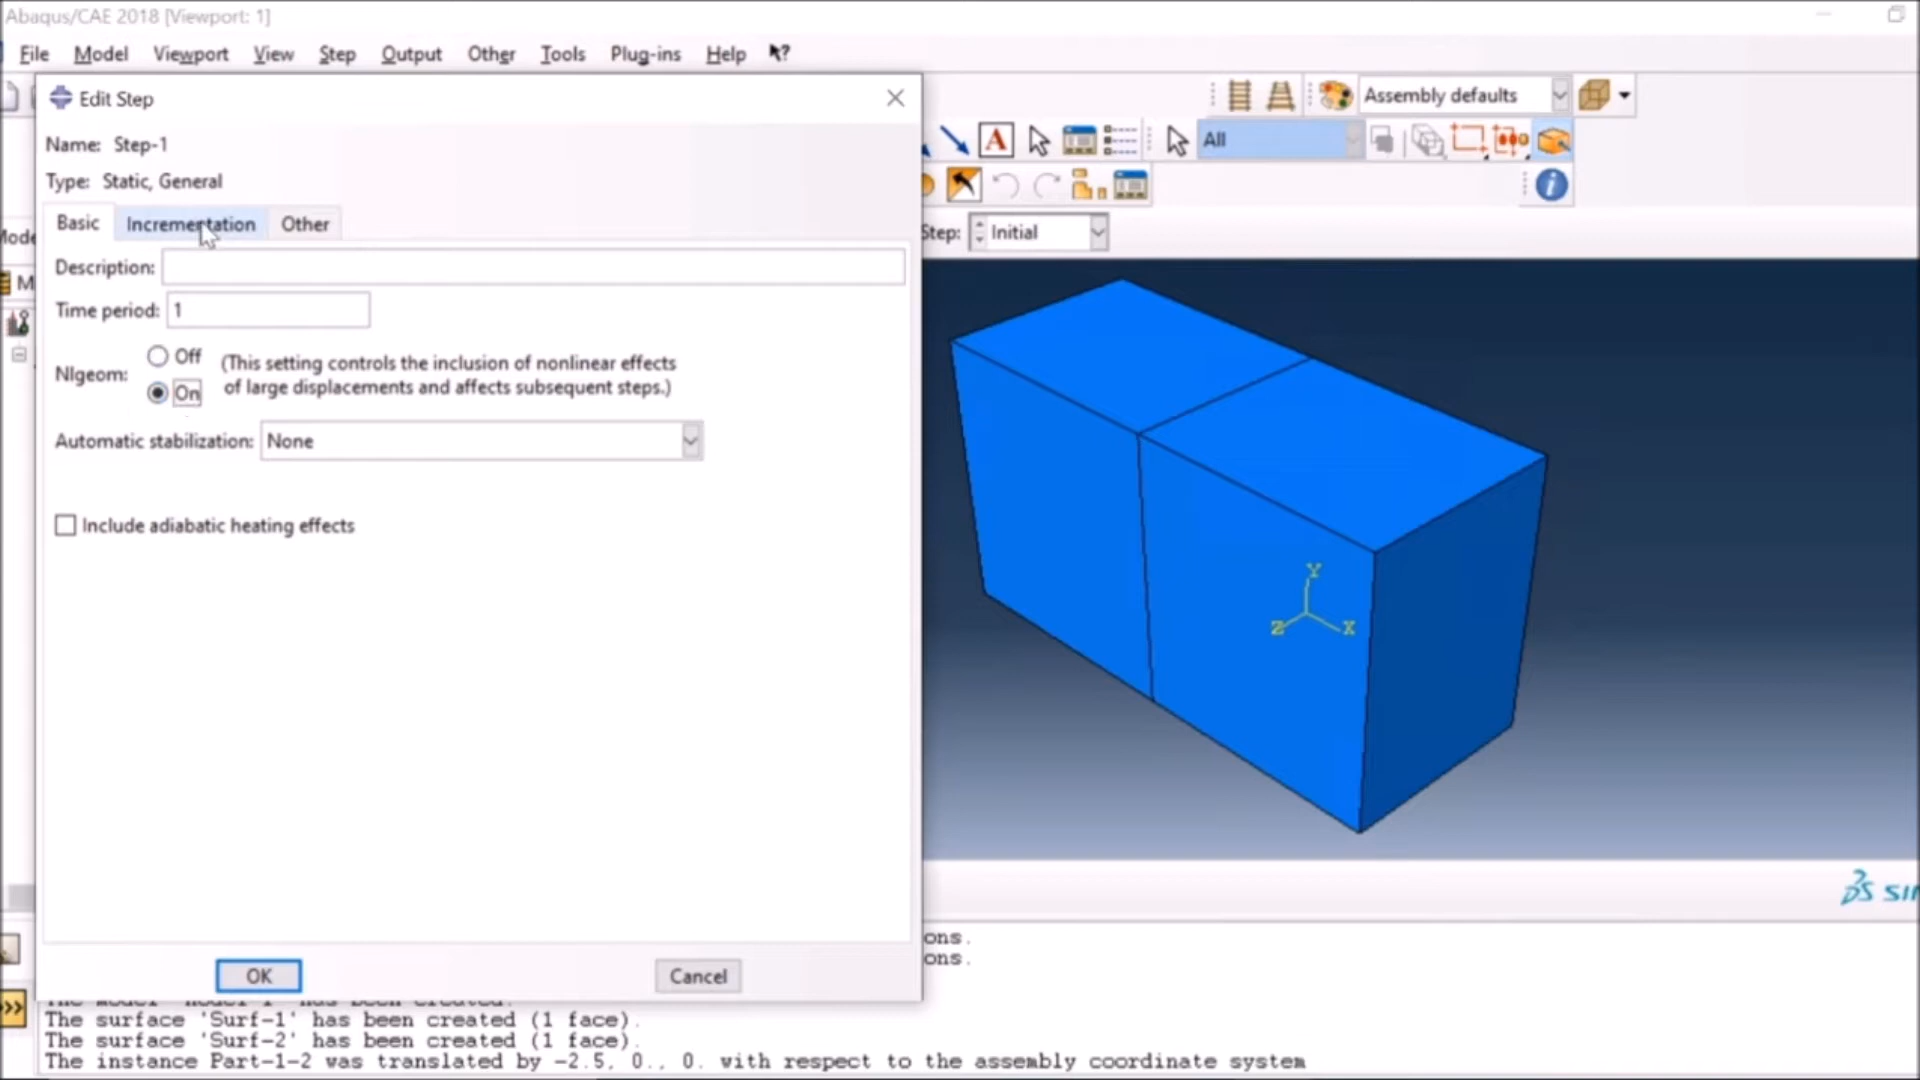 Abaqus/CAE 2018 [Viewport: 1]
File Model Viewport View Step Output Other Tools Plug-ins Help
Edit Step
Name: Step-1
Type: Static, General
Basic Incrementation Other
Description:
Time period: 1
Nlgeom: Off On (This setting controls the inclusion of nonlinear effects
of large displacements and affects subsequent steps.)
Automatic stabilization: None
Include adiabatic heating effects
OK Cancel
Assembly defaults
A All
i
Step: Initial
Y
Z X
ons.
ons.
The surface 'Surf-1' has been created (1 face).
The surface 'Surf-2' has been created (1 face).
The instance Part-1-2 was translated by -2.5, 0., 0. with respect to the assembly coordinate system